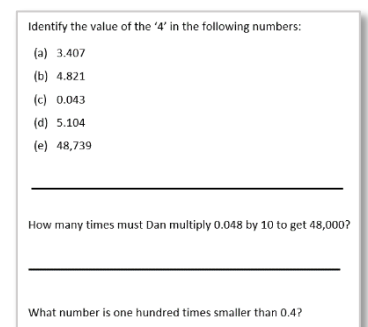 Identify the value of the ‘4’ in the following numbers:
(a) 3.407
(b) 4.821
(c) 0.043
(d) 5.104
(e) 48,739
How many times must Dan multiply 0.048 by 10 to get 48,000?
What number is one hundred times smaller than 0.4?